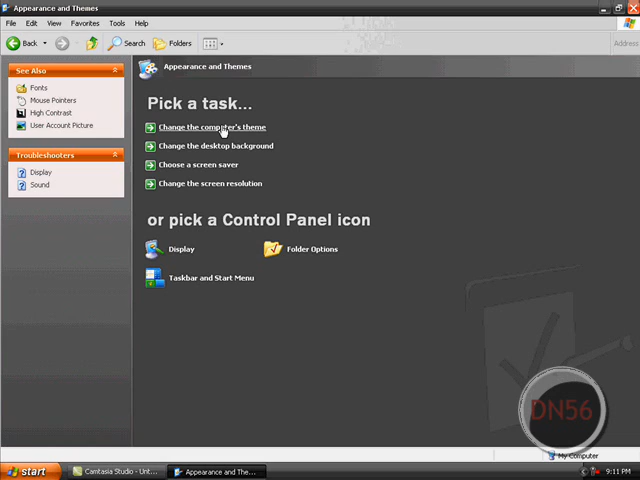 Appearance and Themes
File Edit View Favorites Tools Help
Back Search Folders Address
See Also
Fonts
Mouse Pointers
High Contrast
User Account Picture
Troubleshooters
Display
Sound
Appearance and Themes
Pick a task...
Change the computer's theme
Change the desktop background
Choose a screen saver
Change the screen resolution
or pick a Control Panel icon
Display Folder Options
Taskbar and Start Menu
DN56
My Computer
start Camtasia Studio - Unt... Appearance and The... 9:11 PM